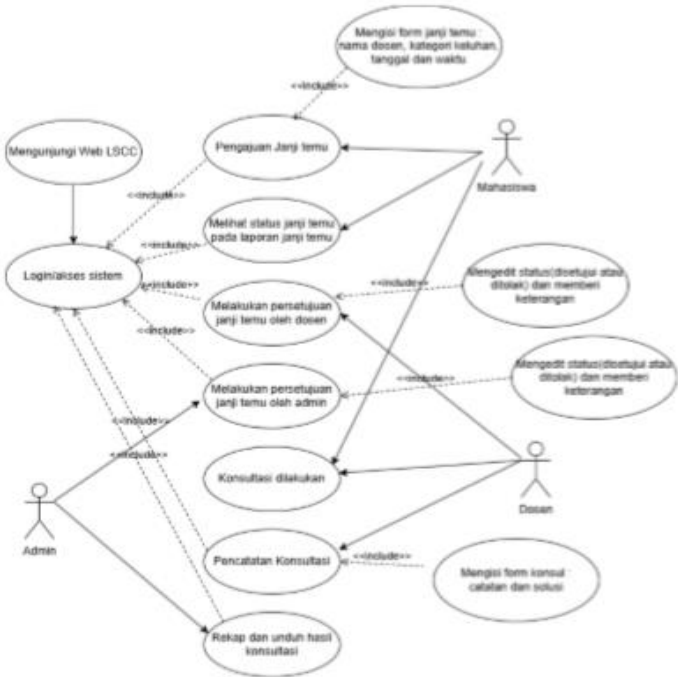 Mengisi form janji temu :
nama dosen, kategori keluhan,
tanggal dan waktu
<<include>>
Mengunjungi Web LSCC
Pengajuan Janji temu
Mahasiswa
<<include>>
Melihat status janji temu
pada laporan janji temu
<<include>>
Login/akses sistem
<<include>>
Melakukan persetujuan
janji temu oleh dosen
<<include>>
Mengedit status(disetujui atau
ditolak) dan memberi
keterangan
<<include>>
Melakukan persetujuan
janji temu oleh admin
<<include>>
Mengedit status(disetujui atau
ditolak) dan memberi
keterangan
<<include>>
<<include>>
Konsultasi dilakukan
Dosen
Admin
Pencatatan Konsultasi
<<include>>
Mengisi form konsul :
catatan dan solusi
Rekap dan unduh hasil
konsultasi